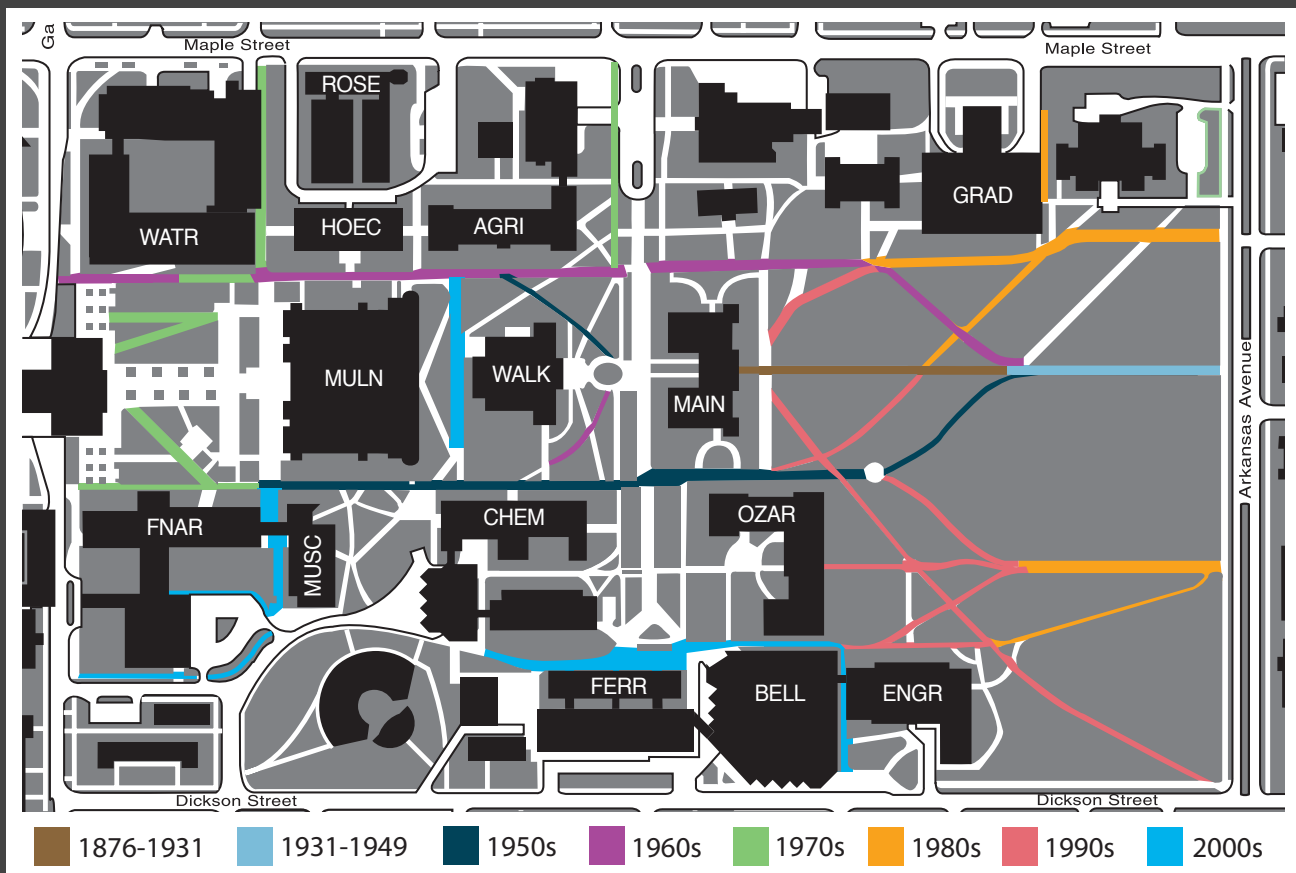 Ga
Maple Street
Maple Street
ROSE
WATR
HOEC
AGRI
GRAD
MULN
WALK
MAIN
Arkansas Avenue
FNAR
MUSC
CHEM
OZAR
FERR
BELL
ENGR
Dickson Street
Dickson Street
1876-1931
1931-1949
1950s
1960s
1970s
1980s
1990s
2000s